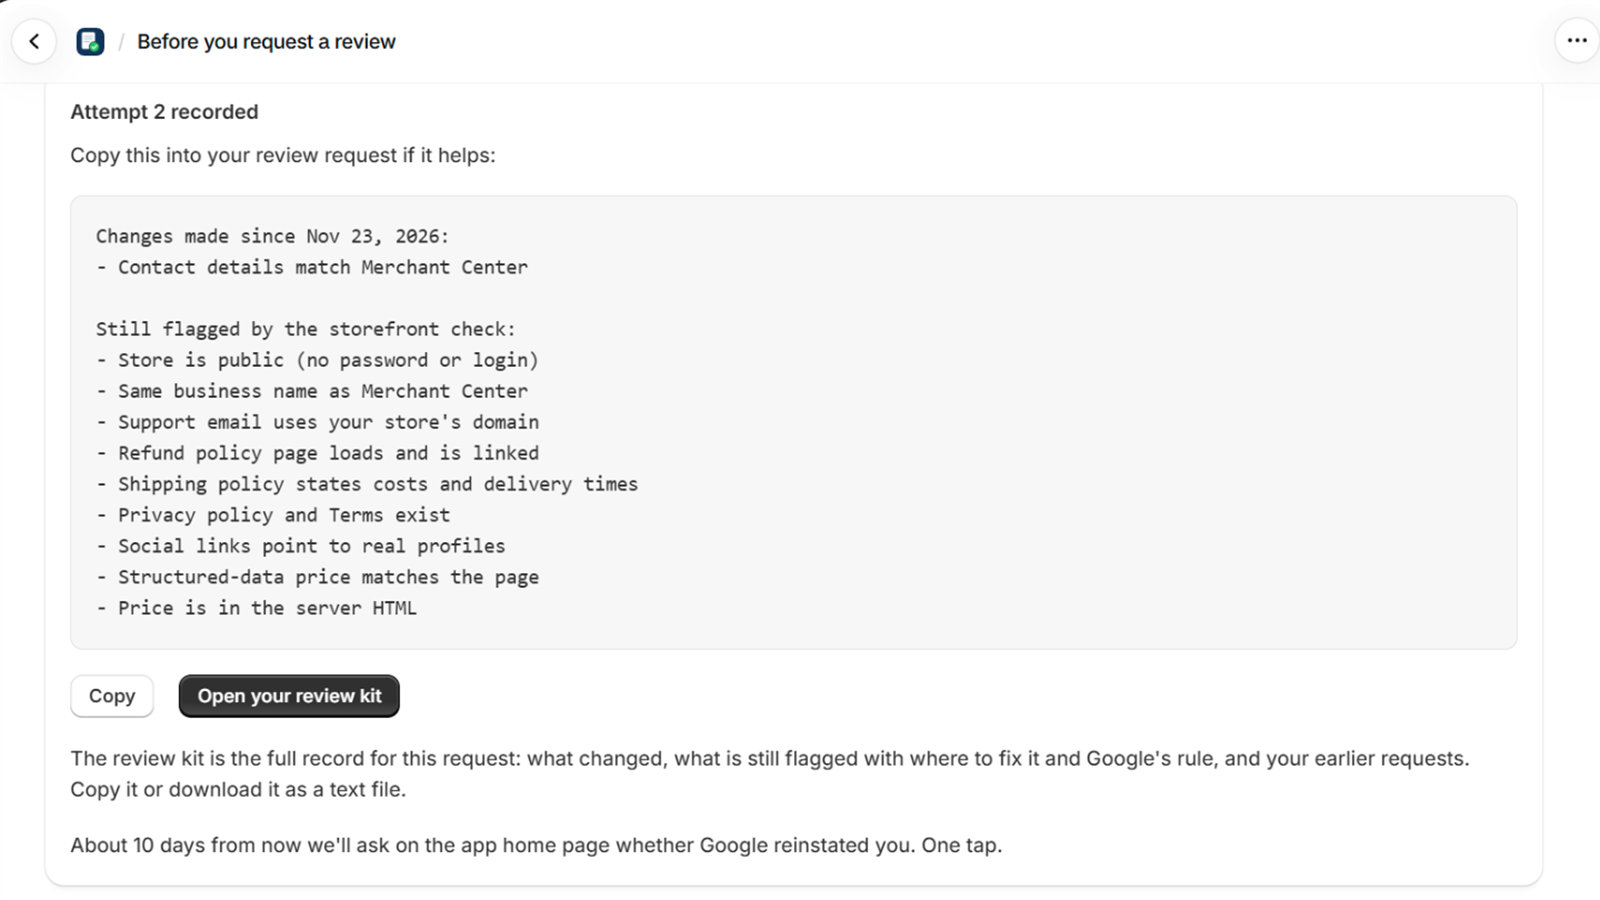 / Before you request a review
Attempt 2 recorded
Copy this into your review request if it helps:
Changes made since Nov 23, 2026:
- Contact details match Merchant Center
Still flagged by the storefront check:
- Store is public (no password or login)
- Same business name as Merchant Center
- Support email uses your store's domain
- Refund policy page loads and is linked
- Shipping policy states costs and delivery times
- Privacy policy and Terms exist
- Social links point to real profiles
- Structured-data price matches the page
- Price is in the server HTML
Copy Open your review kit
The review kit is the full record for this request: what changed, what is still flagged with where to fix it and Google's rule, and your earlier requests.
Copy it or download it as a text file.
About 10 days from now we'll ask on the app home page whether Google reinstated you. One tap.